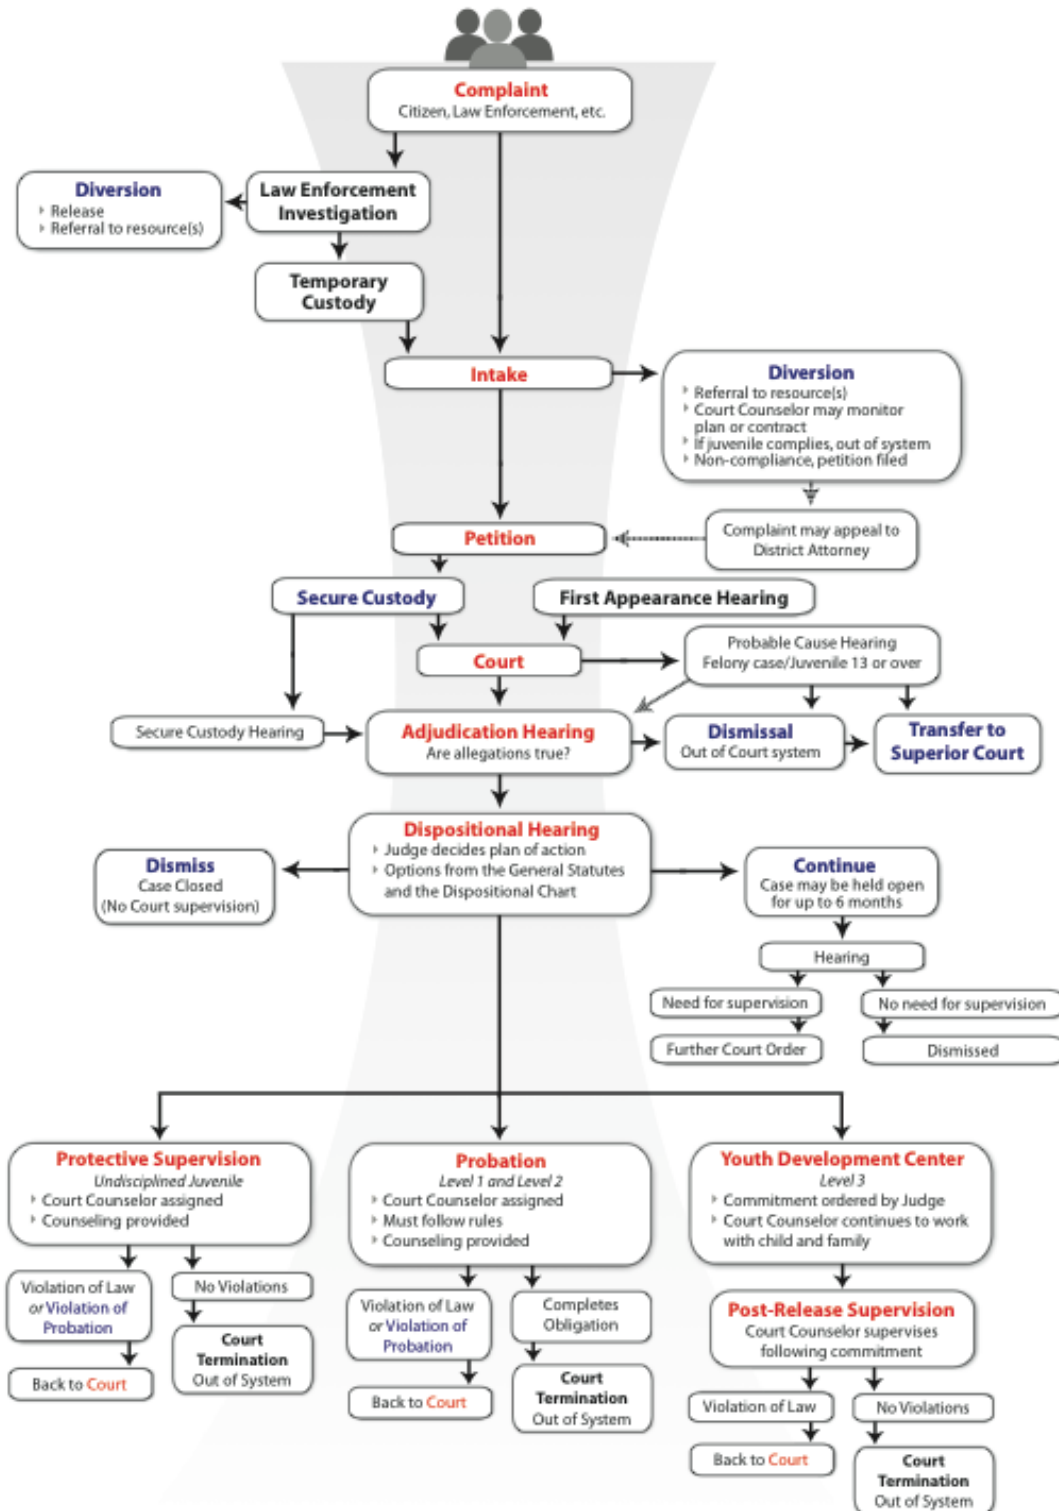 Complaint
Citizen, Law Enforcement, etc.
Diversion
Release
Referral to resource(s)
Law Enforcement
Investigation
Temporary
Custody
Intake
Diversion
Referral to resource(s)
Court Counselor may monitor
plan or contract
If juvenile complies, out of system
Non-compliance, petition filed
Petition
Complaint may appeal to
District Attorney
Secure Custody
First Appearance Hearing
Court
Probable Cause Hearing
Felony case/Juvenile 13 or over
Secure Custody Hearing
Adjudication Hearing
Are allegations true?
Dismissal
Out of Court system
Transfer to
Superior Court
Dispositional Hearing
Judge decides plan of action
Options from the General Statutes
and the Dispositional Chart
Dismiss
Case Closed
(No Court supervision)
Continue
Case may be held open
for up to 6 months
Hearing
Need for supervision
No need for supervision
Further Court Order
Dismissed
Protective Supervision
Undisciplined Juvenile
Court Counselor assigned
Counseling provided
Probation
Level 1 and Level 2
Court Counselor assigned
Must follow rules
Counseling provided
Youth Development Center
Level 3
Commitment ordered by Judge
Court Counselor continues to work
with child and family
Violation of Law
or Violation of
Probation
No Violations
Back to Court
Court
Termination
Out of System
Violation of Law
or Violation of
Probation
Completes
Obligation
Back to Court
Court
Termination
Out of System
Post-Release Supervision
Court Counselor supervises
following commitment
Violation of Law
No Violations
Back to Court
Court
Termination
Out of System